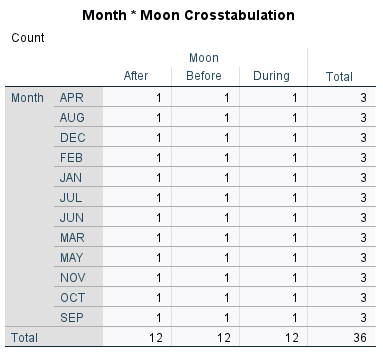 Month * Moon Crosstabulation
Count
Moon
After Before During Total
Month APR 1 1 1 3
AUG 1 1 1 3
DEC 1 1 1 3
FEB 1 1 1 3
JAN 1 1 1 3
JUL 1 1 1 3
JUN 1 1 1 3
MAR 1 1 1 3
MAY 1 1 1 3
NOV 1 1 1 3
OCT 1 1 1 3
SEP 1 1 1 3
Total 12 12 12 36